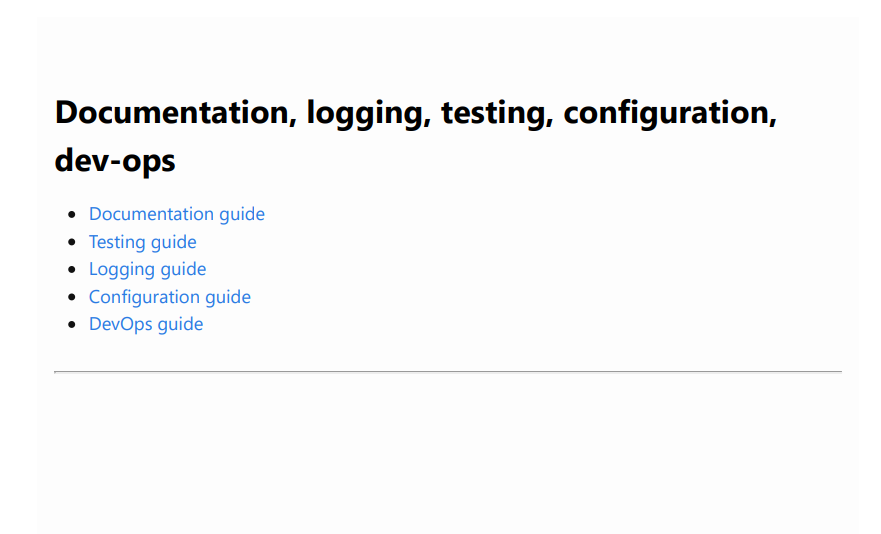 Documentation, logging, testing, configuration,
dev-ops
Documentation guide
Testing guide
Logging guide
Configuration guide
DevOps guide